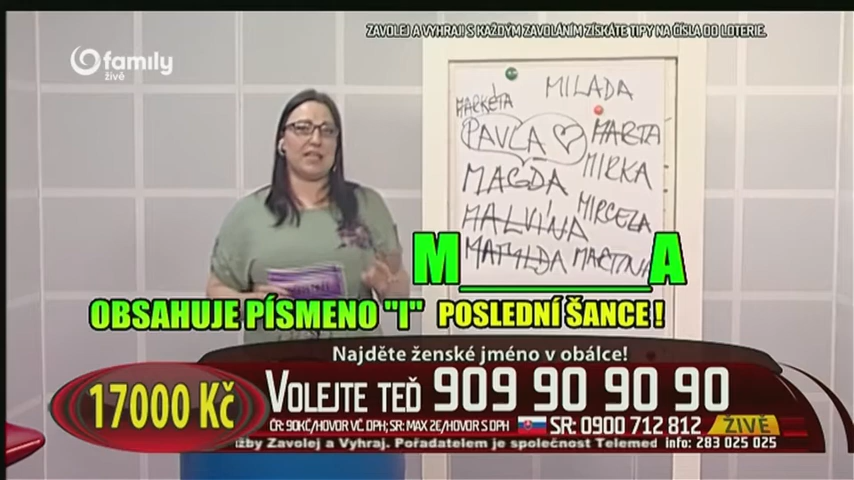 ZAVOLEJ A VYHRAJ S KAŽDÝM ZAVOLÁNÍM ZÍSKÁTE TIPY NA ČÍSLA OD LOTERIE.
family
živě
MARKÉTA MILADA
PAVLA MARTA
MAGDA MIRKA
MALVÍNA MIRCELA
MATYLDA MARTINA
M_________A
OBSAHUJE PÍSMENO "I" POSLEDNÍ ŠANCE !
Najděte ženské jméno v obálce!
17000 Kč
VOLEJTE TEĎ 909 90 90 90
ČR: 90KČ/HOVOR VČ. DPH; SR: MAX 2E/HOVOR S DPH SR: 0900 712 812 ŽIVĚ
žby Zavolej a Vyhraj. Pořadatelem je společnost Telemed info: 283 025 025